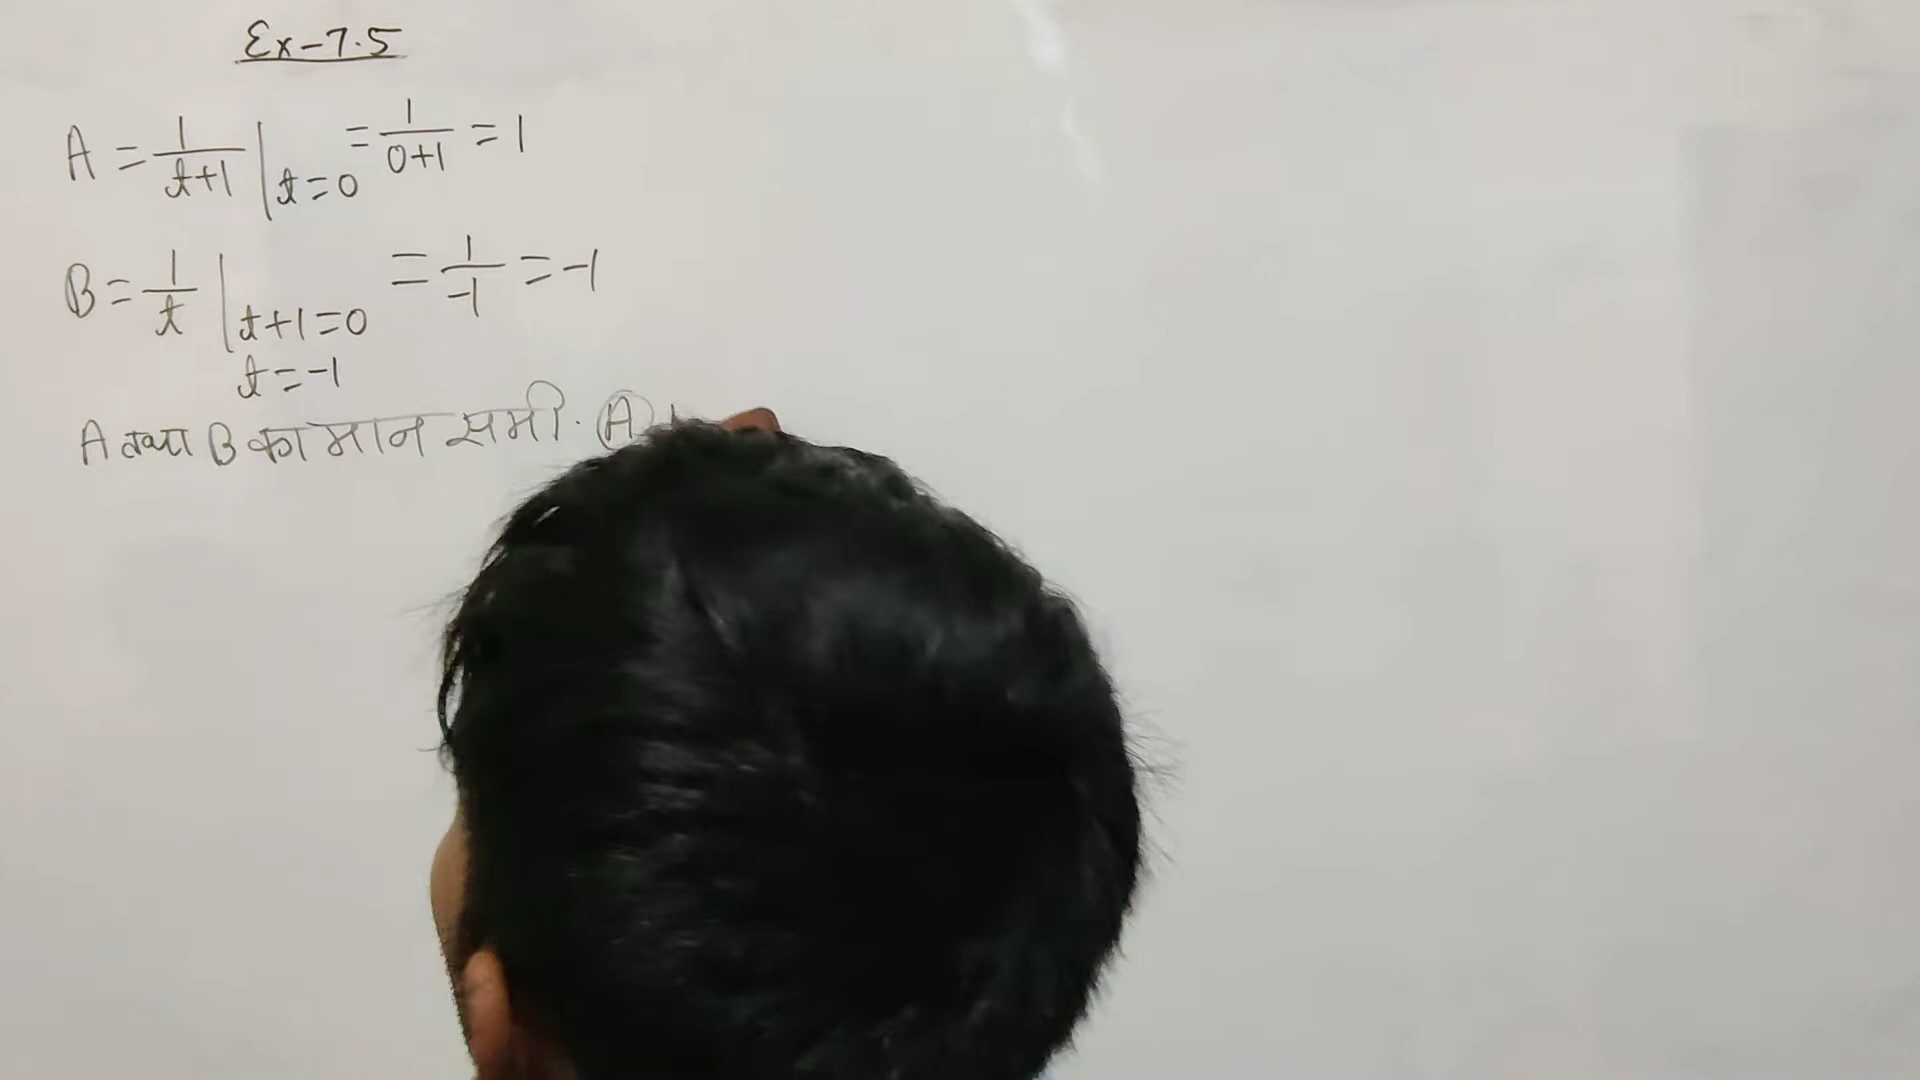 Ex-7.5
A = 1/(t+1) | t=0 = 1/(0+1) = 1
B = 1/t | t+1=0 = 1/-1 = -1
t = -1
A तथा B का मान समी. (A)